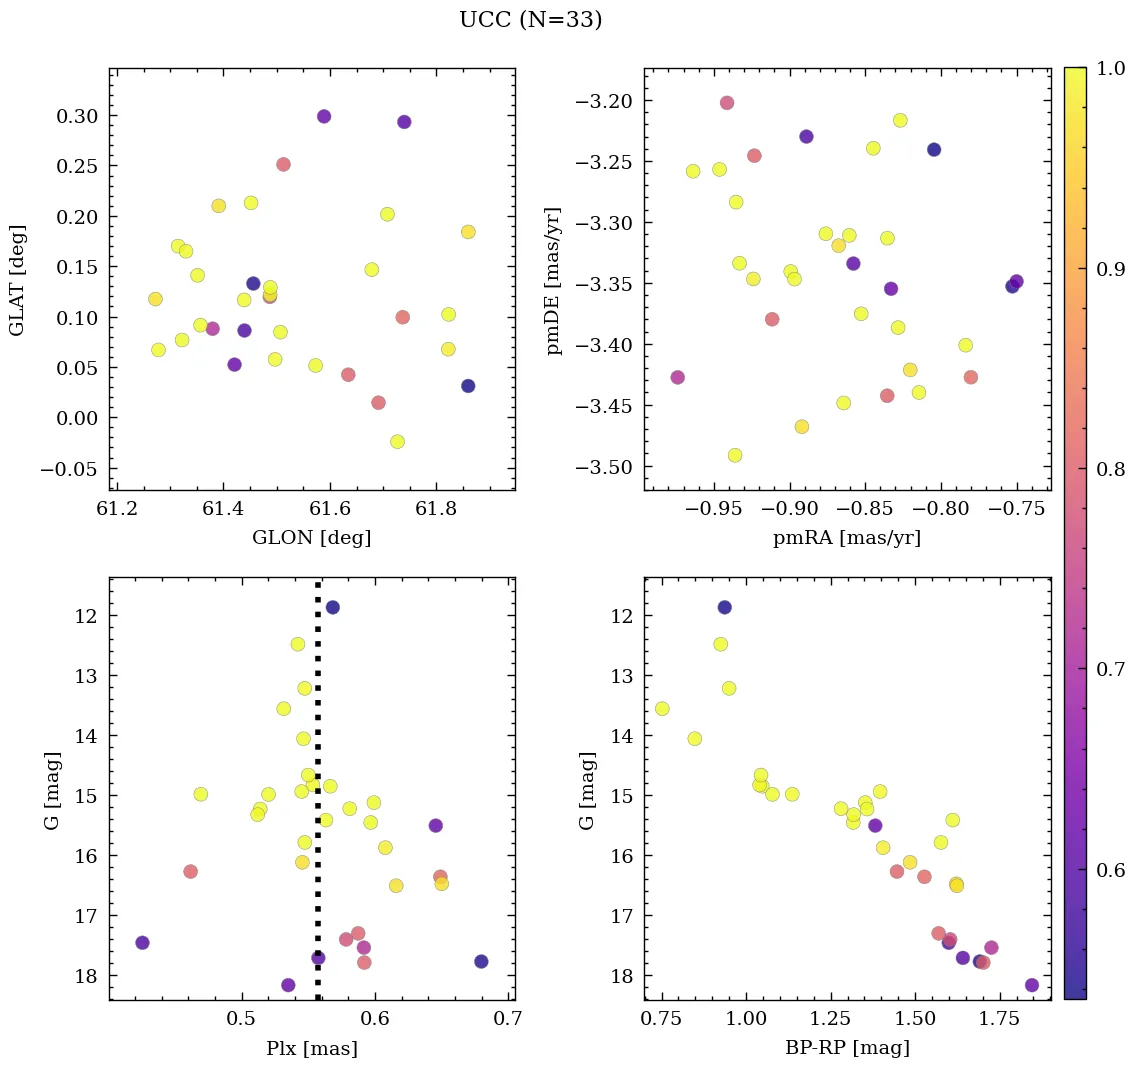 UCC (N=33)
0.30
0.25
0.20
0.15
0.10
0.05
0.00
−0.05
GLAT [deg]
61.2 61.4 61.6 61.8
GLON [deg]
−3.20
−3.25
−3.30
−3.35
−3.40
−3.45
−3.50
pmDE [mas/yr]
−0.95 −0.90 −0.85 −0.80 −0.75
pmRA [mas/yr]
1.0
0.9
0.8
0.7
0.6
12
13
14
15
16
17
18
G [mag]
0.5 0.6 0.7
Plx [mas]
12
13
14
15
16
17
18
G [mag]
0.75 1.00 1.25 1.50 1.75
BP-RP [mag]